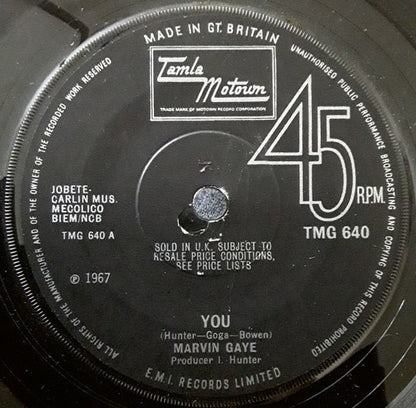 MADE IN GT. BRITAIN
UNAUTHORISED PUBLIC PERFORMANCE BROADCASTING AND COPYING OF THIS RECORD PROHIBITED
E.M.I. RECORDS LIMITED
ALL RIGHTS OF THE MANUFACTURER AND OF THE OWNER OF THE RECORDED WORK RESERVED
Tamla
Motown
TRADE MARK OF MOTOWN RECORD CORPORATION
45
R.P.M.
TMG 640
JOBETE-
CARLIN MUS.
MECOLICO
BIEM/NCB
TMG 640 A
SOLD IN U.K. SUBJECT TO
RESALE PRICE CONDITIONS,
SEE PRICE LISTS
℗ 1967
YOU
(Hunter—Goga—Bowen)
MARVIN GAYE
Producer I. Hunter